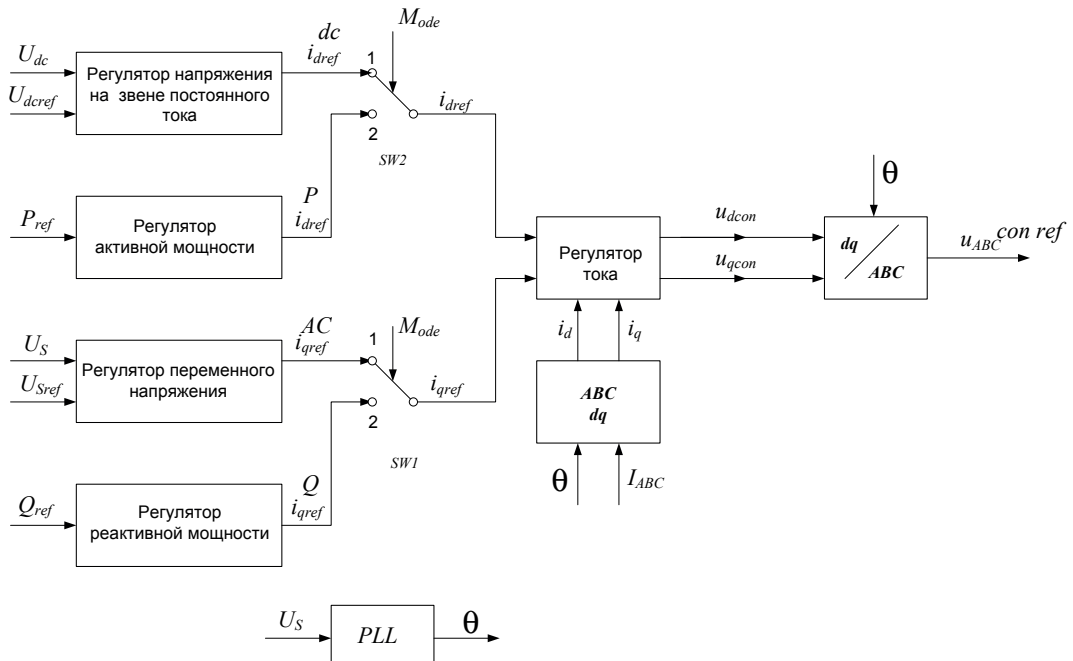 U_dc
U_dcref
Регулятор напряжения
на звене постоянного
тока
dc
i_dref
M_ode
1
2
SW2
i_dref
P_ref
Регулятор
активной мощности
P
i_dref
U_S
U_Sref
Регулятор переменного
напряжения
AC
i_qref
1
M_ode
2
SW1
i_qref
Q_ref
Регулятор
реактивной мощности
Q
i_qref
Регулятор
тока
u_dcon
u_qcon
i_d
i_q
ABC
dq
θ
I_ABC
θ
dq
ABC
u_ABC con ref
U_S
PLL
θ